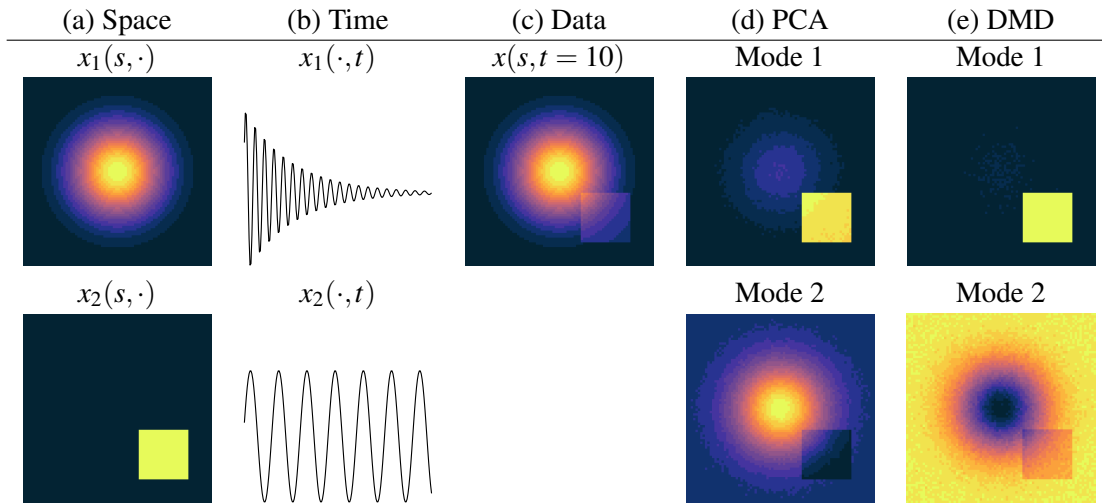 (a) Space (b) Time (c) Data (d) PCA (e) DMD
x₁(s,·) x₁(·,t) x(s,t = 10) Mode 1 Mode 1
x₂(s,·) x₂(·,t) Mode 2 Mode 2